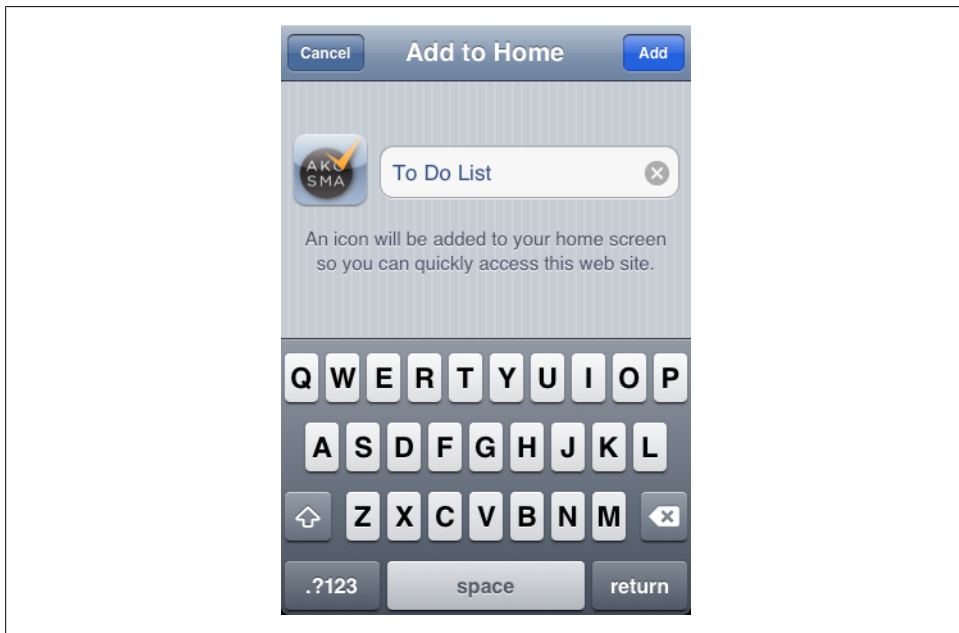 Cancel Add to Home Add
AKO
SMA
To Do List
An icon will be added to your home screen
so you can quickly access this web site.
Q W E R T Y U I O P
A S D F G H J K L
Z X C V B N M
.?123 space return